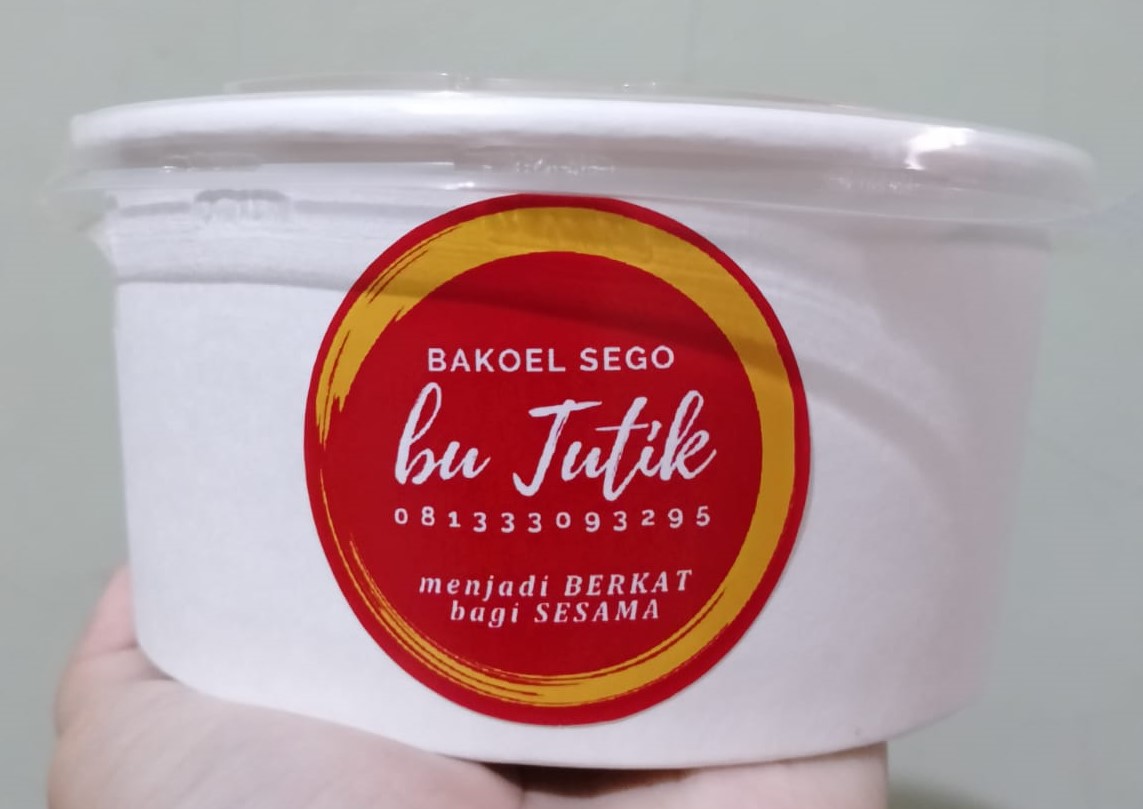 BAKOEL SEGO
bu Tutik
081333093295
menjadi BERKAT
bagi SESAMA